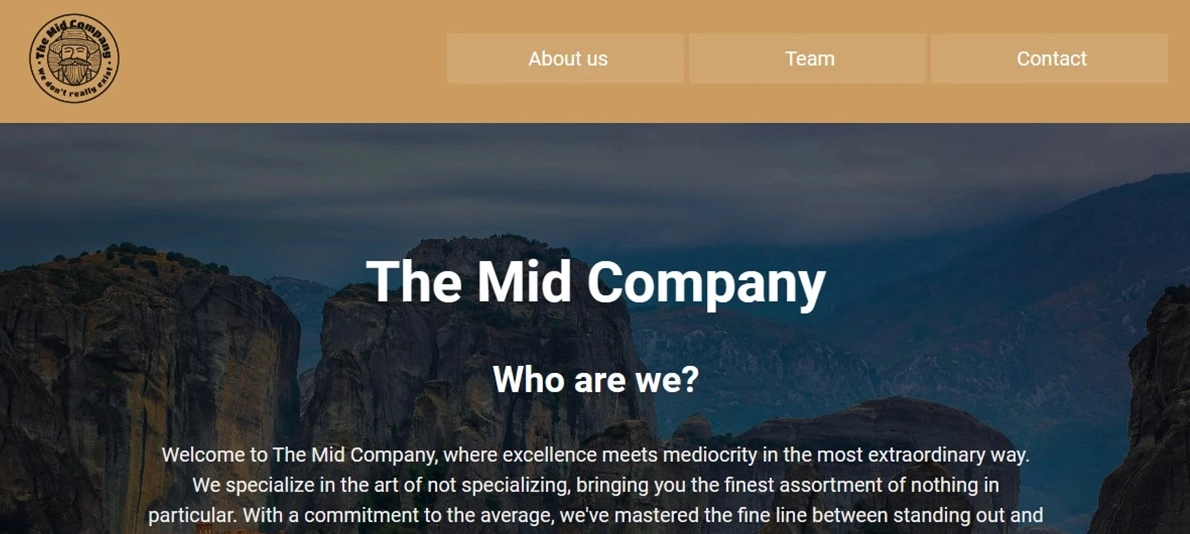 The Mid Company
• We don't really exist •
About us
Team
Contact
The Mid Company
Who are we?
Welcome to The Mid Company, where excellence meets mediocrity in the most extraordinary way.
We specialize in the art of not specializing, bringing you the finest assortment of nothing in
particular. With a commitment to the average, we've mastered the fine line between standing out and